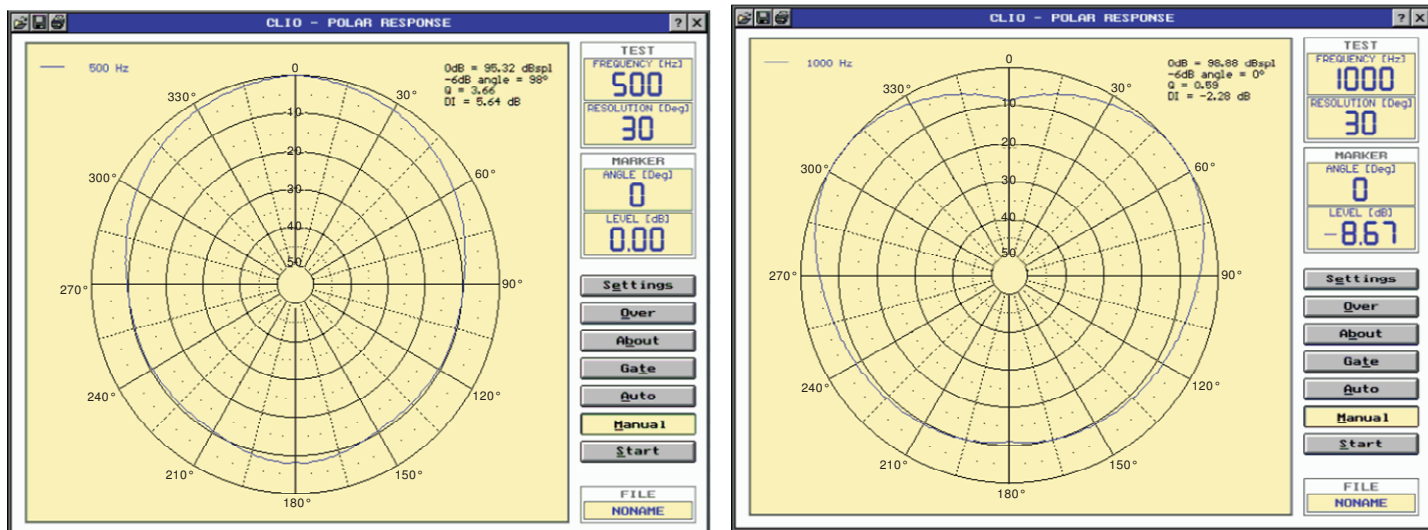 CLIO - POLAR RESPONSE
500 Hz
0dB = 95.32 dBspl
-6dB angle = 98°
Q = 3.66
DI = 5.64 dB
0
30°
60°
90°
120°
150°
180°
210°
240°
270°
300°
330°
10
20
30
40
50
TEST
FREQUENCY [Hz]
500
RESOLUTION [Deg]
30
MARKER
ANGLE [Deg]
0
LEVEL [dB]
0.00
Settings
Over
About
Gate
Auto
Manual
Start
FILE
NONAME
CLIO - POLAR RESPONSE
1000 Hz
0dB = 98.88 dBspl
-6dB angle = 0°
Q = 0.59
DI = -2.28 dB
0
30°
60°
90°
120°
150°
180°
210°
240°
270°
300°
330°
10
20
30
40
50
TEST
FREQUENCY [Hz]
1000
RESOLUTION [Deg]
30
MARKER
ANGLE [Deg]
0
LEVEL [dB]
-8.67
Settings
Over
About
Gate
Auto
Manual
Start
FILE
NONAME